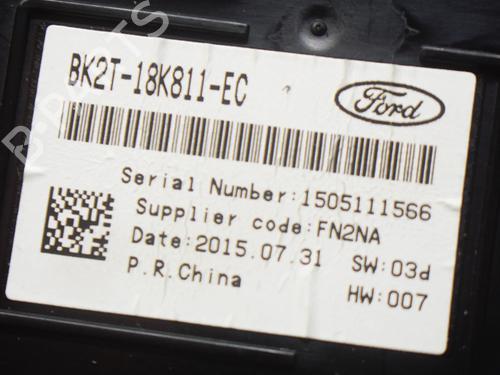 B-PARTS
BK2T-18K811-EC
Ford
Serial Number:1505111566
Supplier code:FN2NA
Date:2015.07.31 SW:03d
P.R.China HW:007